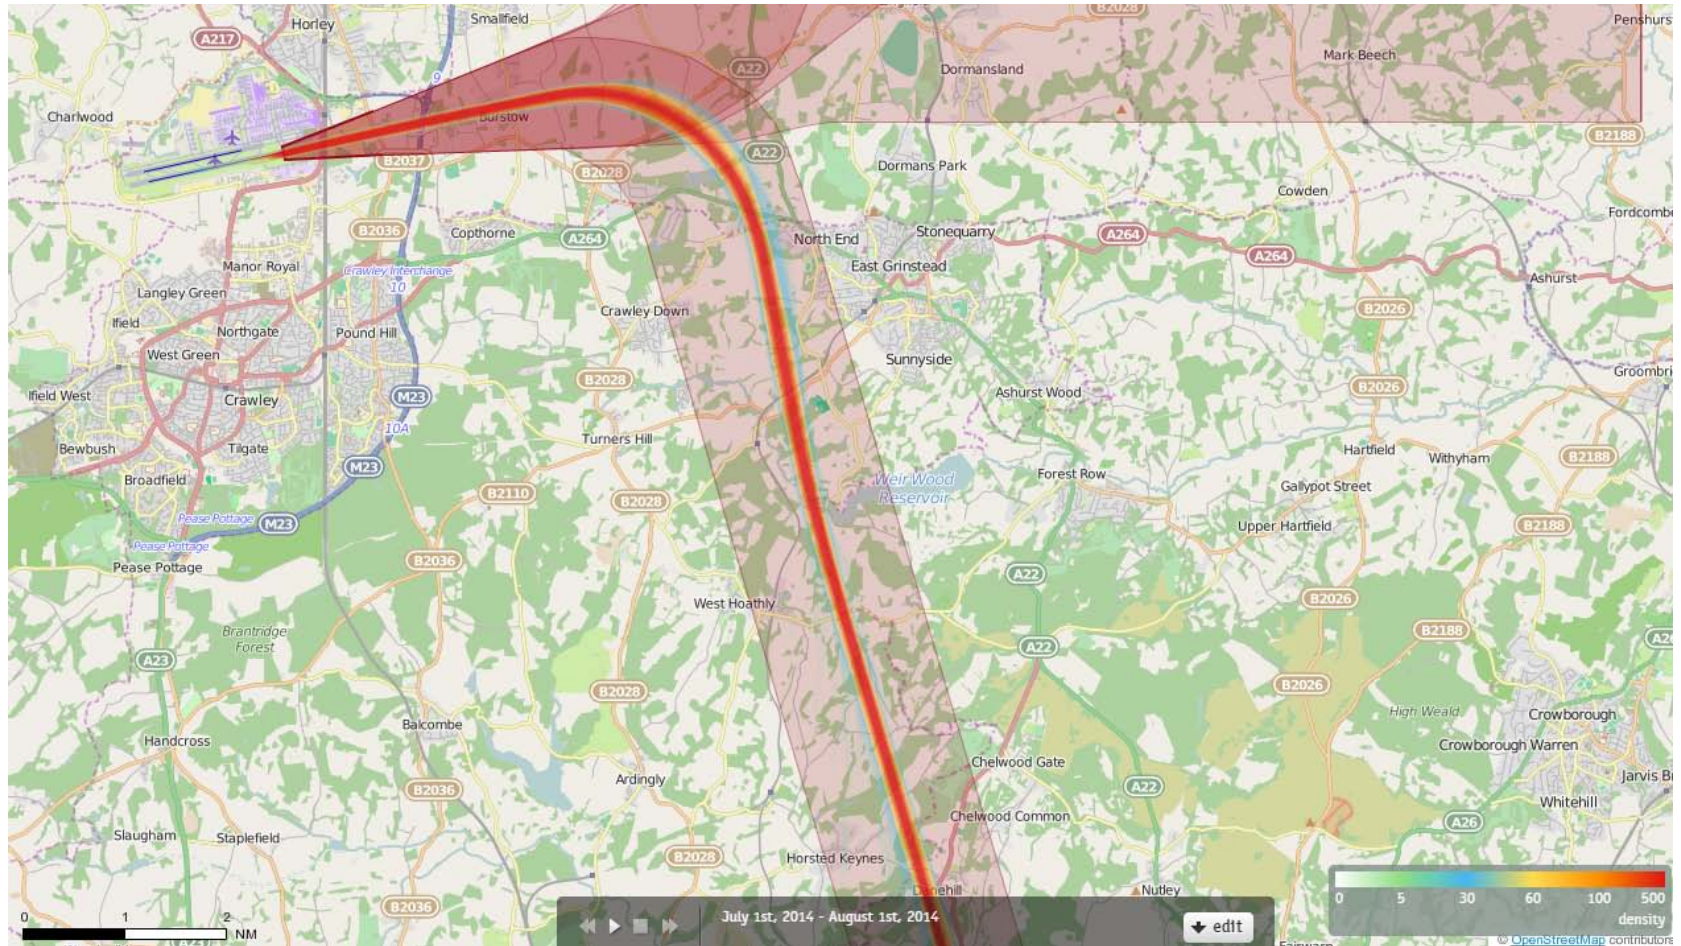 Horley
Smallfield
B2028
Penshurs
A217
9
A22
Dormansland
Mark Beech
Charlwood
Burstow
B2188
B2037
A22
B2028
Dormans Park
Cowden
Fordcombe
B2036
Copthorne
A264
North End
Stonequarry
A264
A264
Manor Royal
Crawley Interchange
10
East Grinstead
Ashurst
Langley Green
Crawley Down
B2026
Ifield
Northgate
Pound Hill
West Green
Sunnyside
Groombri
Ifield West
Crawley
M23
B2028
Ashurst Wood
B2026
10A
Bewbush
Tilgate
Turners Hill
Hartfield
Withyham
B2188
Broadfield
M23
Weir Wood
Reservoir
Forest Row
Gallypot Street
B2110
B2028
Pease Pottage
M23
Upper Hartfield
B2188
Pease Pottage
Pease Pottage
B2036
A22
West Hoathly
B2026
Brantridge
Forest
B2188
A23
A22
A26
B2028
B2026
High Weald
Crowborough
Balcombe
Handcross
Crowborough Warren
Chelwood Gate
Ardingly
Jarvis B
B2036
A22
Whitehill
Slaugham
Staplefield
Chelwood Common
A26
B2028
Horsted Keynes
Danehill
Nutley
B2036
0 5 30 60 100 500
density
0 1 2 NM
A23
July 1st, 2014 - August 1st, 2014
edit
Fairwarp
© OpenStreetMap contributors